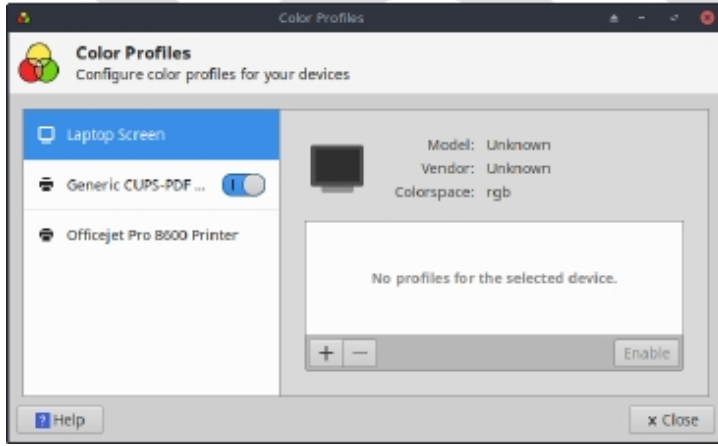 Color Profiles
Color Profiles
Configure color profiles for your devices
Laptop Screen
Generic CUPS-PDF ...
Officejet Pro 8600 Printer
Model: Unknown
Vendor: Unknown
Colorspace: rgb
No profiles for the selected device.
Enable
Help
Close